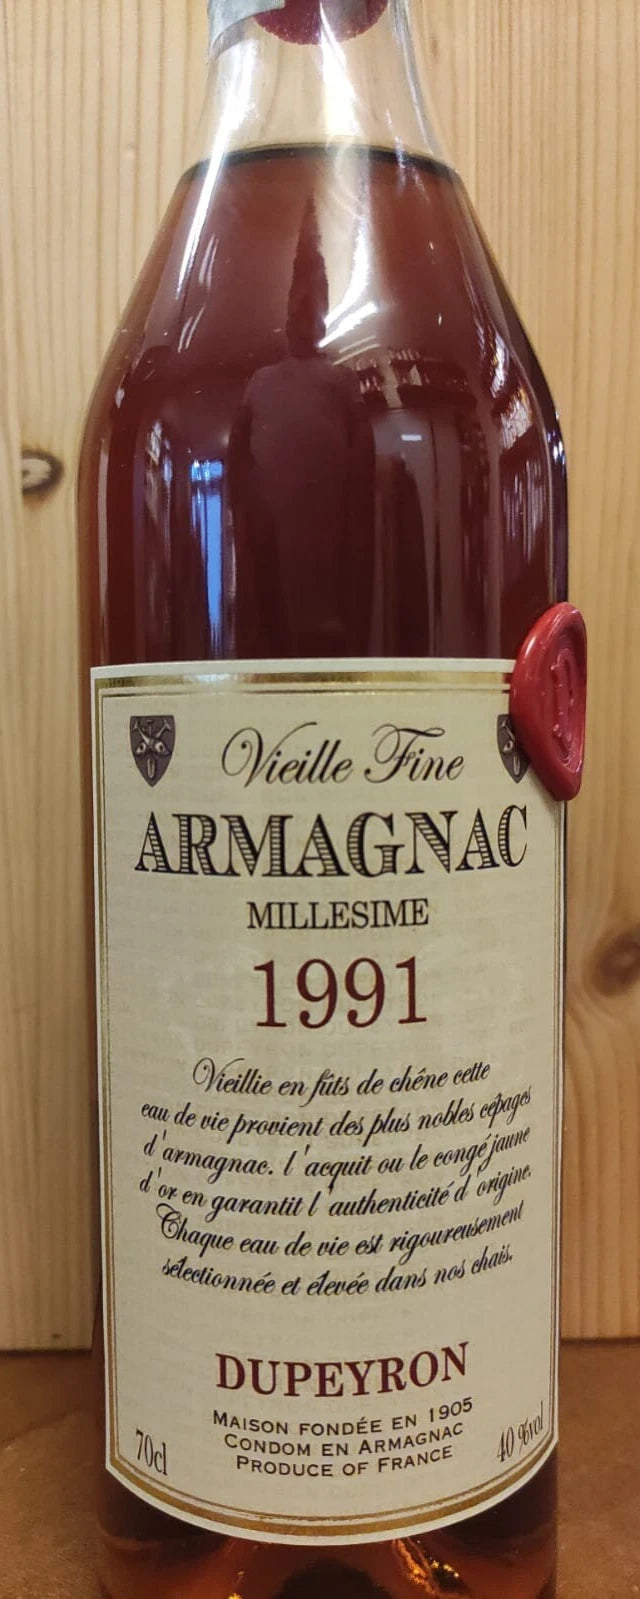 Vieille Fine
ARMAGNAC
MILLESIME
1991
Vieillie en fûts de chéne cette
eau de vie provient des plus nobles cépages
d'armagnac. l'acquit ou le congé jaune
d'or en garantit l'authenticité d'origine.
Chaque eau de vie est rigoureusement
sélectionnée et élevée dans nos chais.
DUPEYRON
MAISON FONDÉE EN 1905
CONDOM EN ARMAGNAC
PRODUCE OF FRANCE
70cl
40 %vol
D